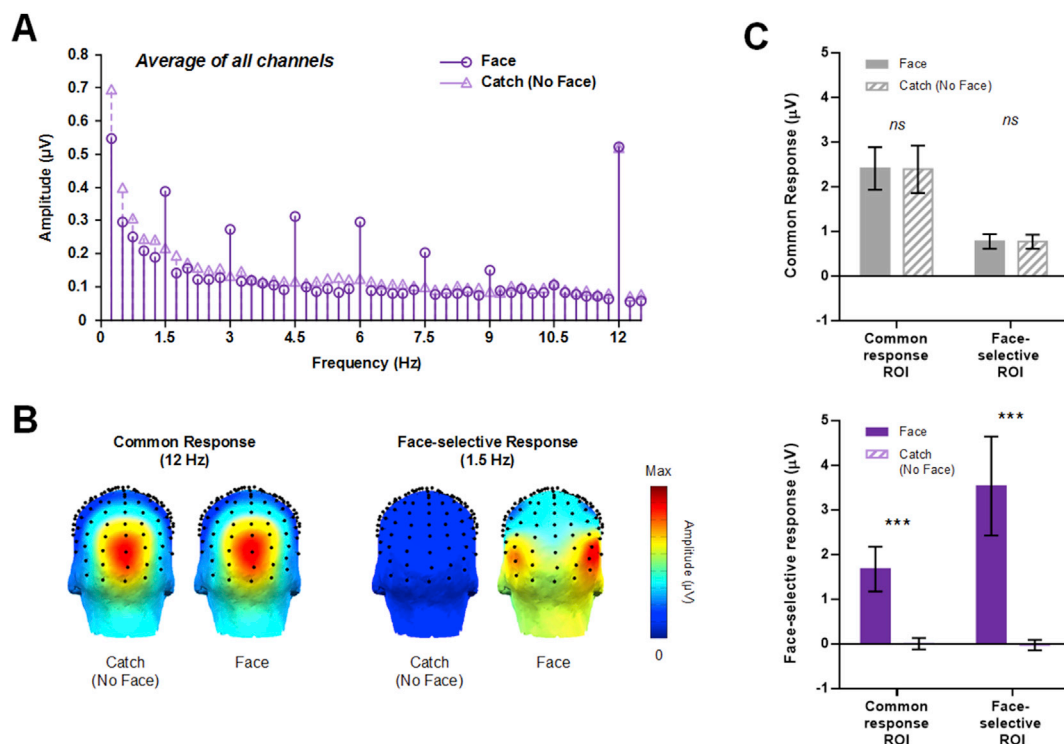 A
Average of all channels
Face
Catch (No Face)
Amplitude (µV)
0.8
0.7
0.6
0.5
0.4
0.3
0.2
0.1
0
0
1.5
3
4.5
6
7.5
9
10.5
12
Frequency (Hz)
B
Common Response
(12 Hz)
Face-selective Response
(1.5 Hz)
Max
Amplitude (µV)
0
Catch
(No Face)
Face
Catch
(No Face)
Face
C
Common Response (µV)
5
4
3
2
1
0
-1
Face
Catch (No Face)
ns
ns
Common
response
ROI
Face-
selective
ROI
Face-selective response (µV)
5
4
3
2
1
0
-1
Face
Catch
(No Face)
***
***
Common
response
ROI
Face-
selective
ROI